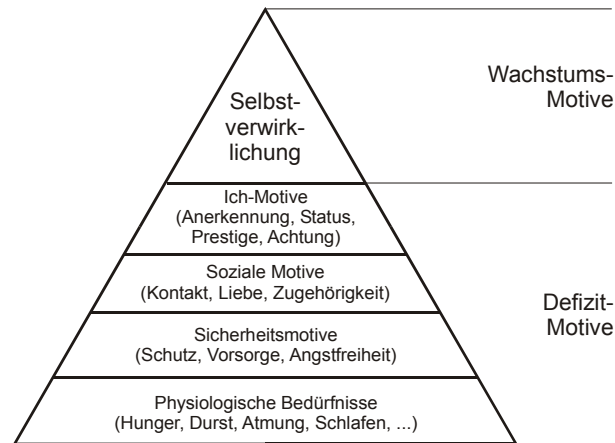 Wachstums-
Motive
Selbst-
verwirk-
lichung
Ich-Motive
(Anerkennung, Status,
Prestige, Achtung)
Soziale Motive
(Kontakt, Liebe, Zugehörigkeit)
Defizit-
Motive
Sicherheitsmotive
(Schutz, Vorsorge, Angstfreiheit)
Physiologische Bedürfnisse
(Hunger, Durst, Atmung, Schlafen, ...)